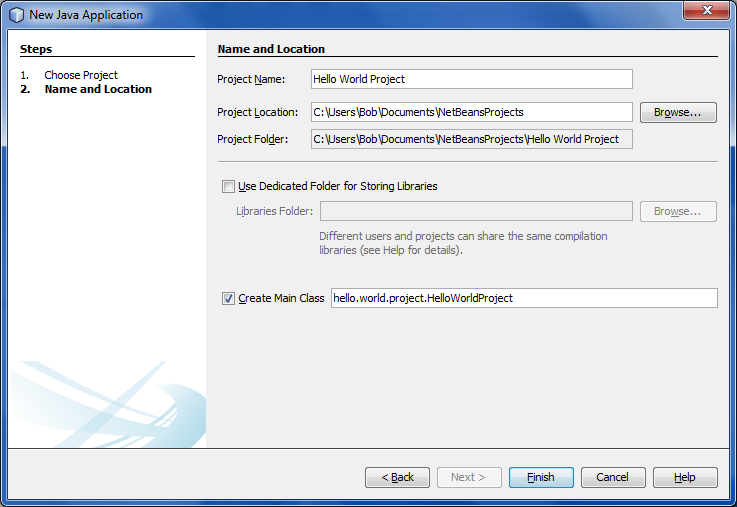 New Java Application
Steps
1. Choose Project
2. Name and Location
Name and Location
Project Name: Hello World Project
Project Location: C:\Users\Bob\Documents\NetBeansProjects Browse...
Project Folder: C:\Users\Bob\Documents\NetBeansProjects\Hello World Project
Use Dedicated Folder for Storing Libraries
Libraries Folder: Browse...
Different users and projects can share the same compilation
libraries (see Help for details).
Create Main Class hello.world.project.HelloWorldProject
< Back Next > Finish Cancel Help